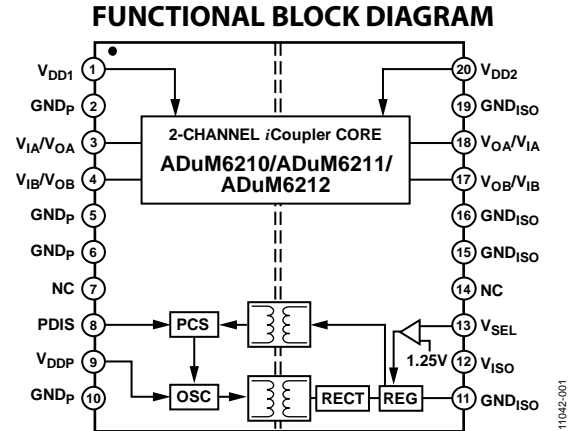 FUNCTIONAL BLOCK DIAGRAM
VDD1 1
GNDP 2
VIA/VOA 3
VIB/VOB 4
GNDP 5
GNDP 6
NC 7
PDIS 8
VDDP 9
GNDP 10
2-CHANNEL iCoupler CORE
ADuM6210/ADuM6211/
ADuM6212
PCS
OSC
RECT
REG
1.25V
20 VDD2
19 GNDISO
18 VOA/VIA
17 VOB/VIB
16 GNDISO
15 GNDISO
14 NC
13 VSEL
12 VISO
11 GNDISO
11042-001